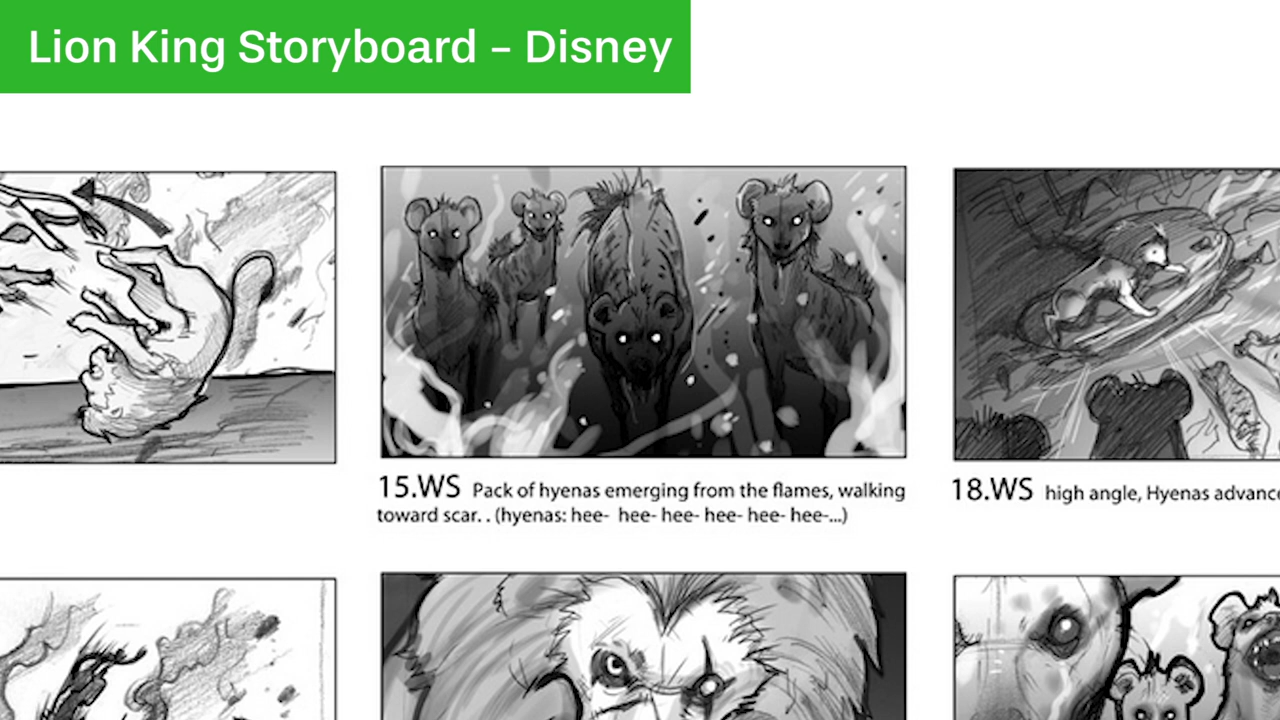 Lion King Storyboard – Disney
15.WS Pack of hyenas emerging from the flames, walking
toward scar. . (hyenas: hee- hee- hee- hee- hee- hee-...)
18.WS high angle, Hyenas advance